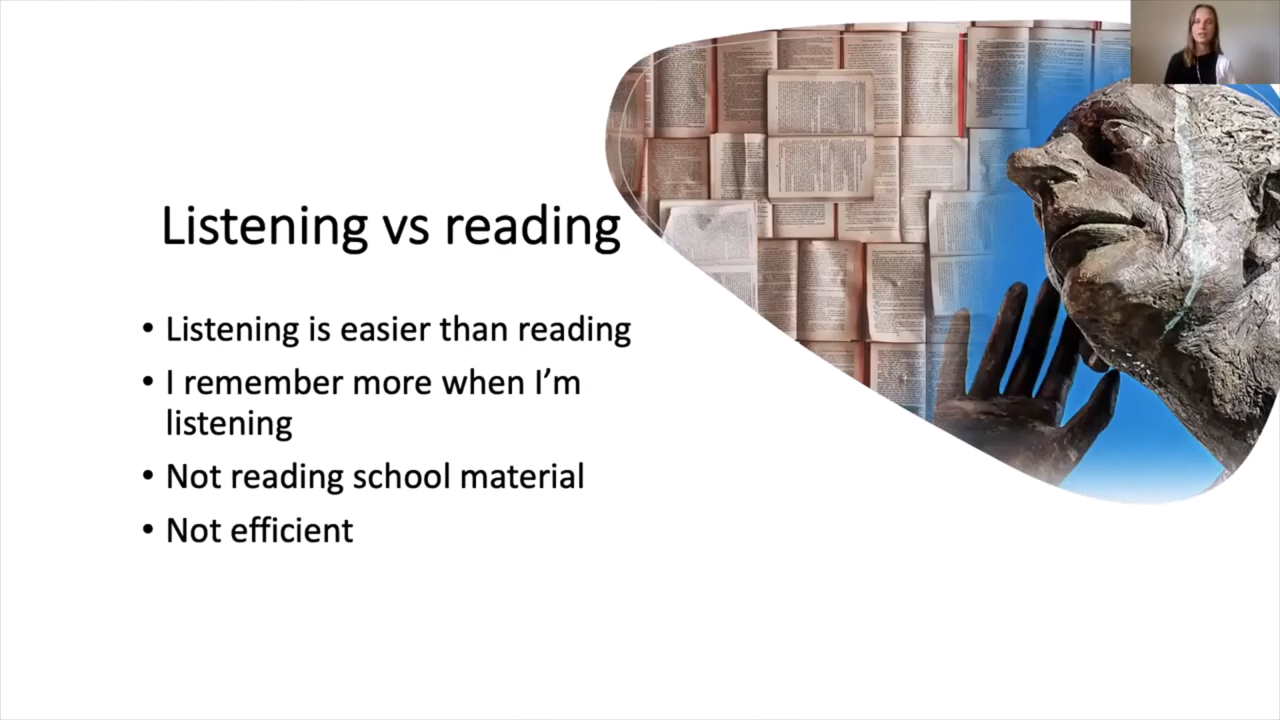 Listening vs reading
• Listening is easier than reading
• I remember more when I'm
listening
• Not reading school material
• Not efficient